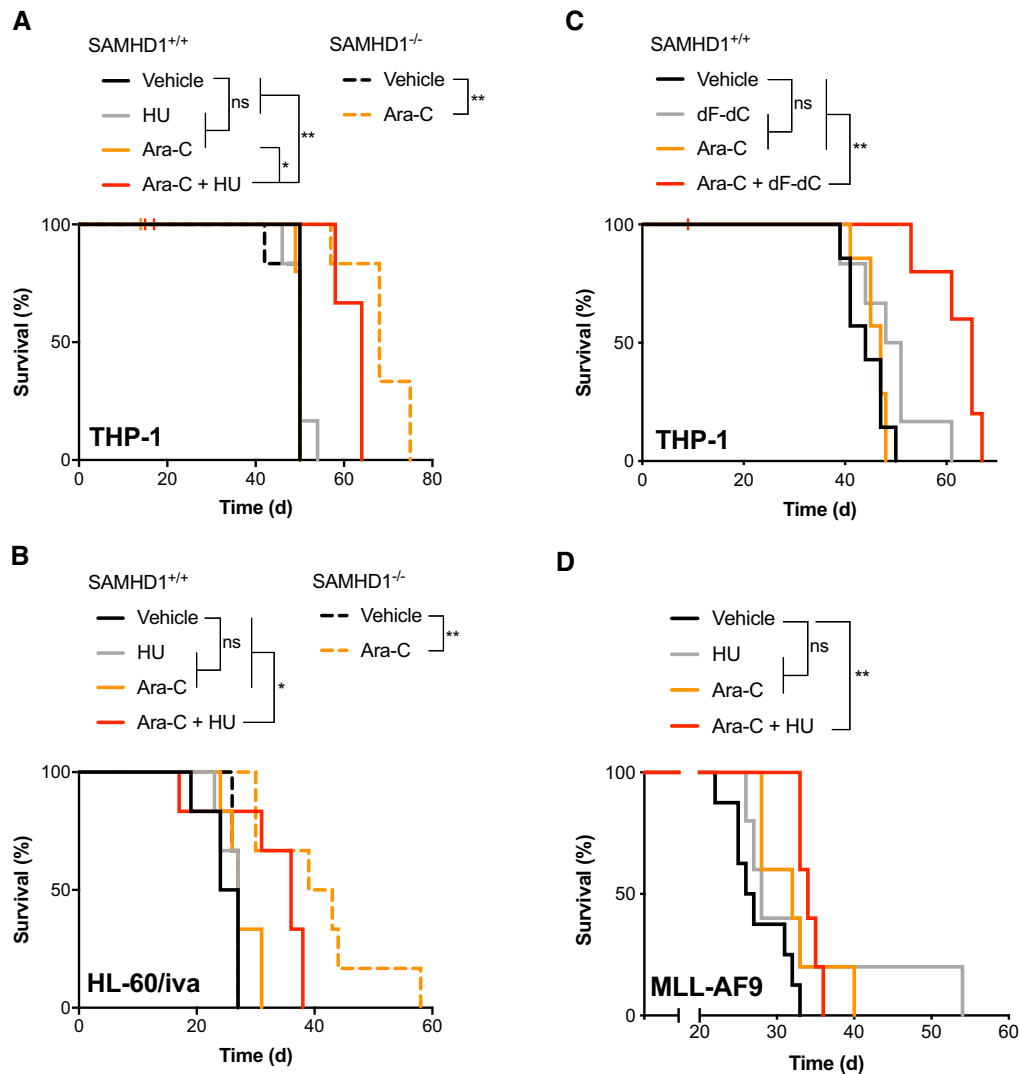 A
SAMHD1+/+
SAMHD1-/-
Vehicle
HU
Ara-C
Ara-C + HU
ns
**
*
Vehicle
Ara-C
**
Survival (%)
100
50
0
THP-1
0 20 40 60 80
Time (d)
C
SAMHD1+/+
Vehicle
dF-dC
Ara-C
Ara-C + dF-dC
ns
**
Survival (%)
100
50
0
THP-1
0 20 40 60
Time (d)
B
SAMHD1+/+
SAMHD1-/-
Vehicle
HU
Ara-C
Ara-C + HU
ns
*
Vehicle
Ara-C
**
Survival (%)
100
50
0
HL-60/iva
0 20 40 60
Time (d)
D
Vehicle
HU
Ara-C
Ara-C + HU
ns
**
Survival (%)
100
50
0
MLL-AF9
20 30 40 50 60
Time (d)